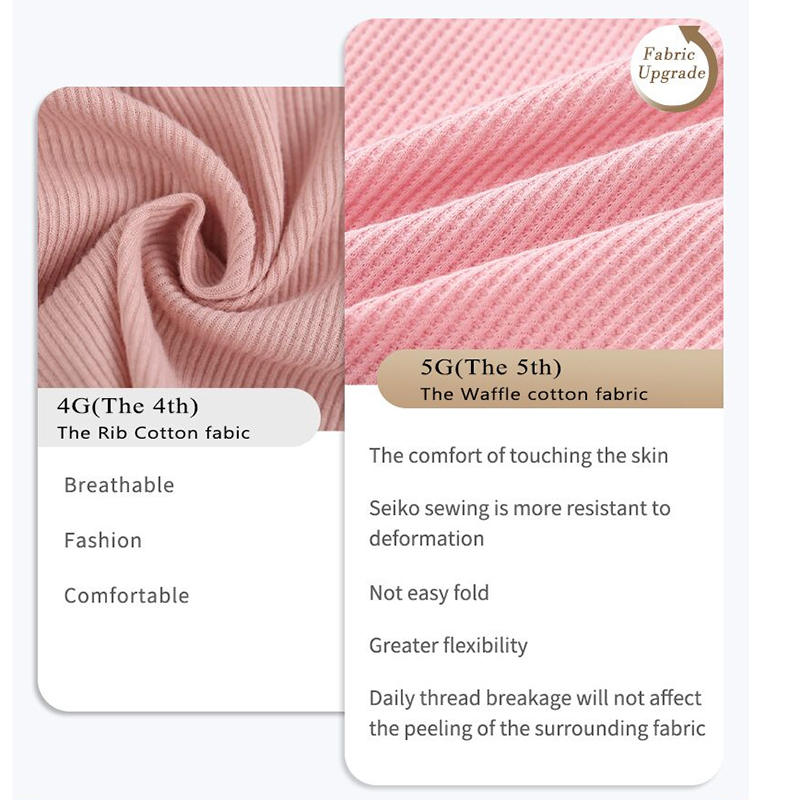 Fabric
Upgrade
4G(The 4th)
The Rib Cotton fabic
Breathable
Fashion
Comfortable
5G(The 5th)
The Waffle cotton fabric
The comfort of touching the skin
Seiko sewing is more resistant to
deformation
Not easy fold
Greater flexibility
Daily thread breakage will not affect
the peeling of the surrounding fabric